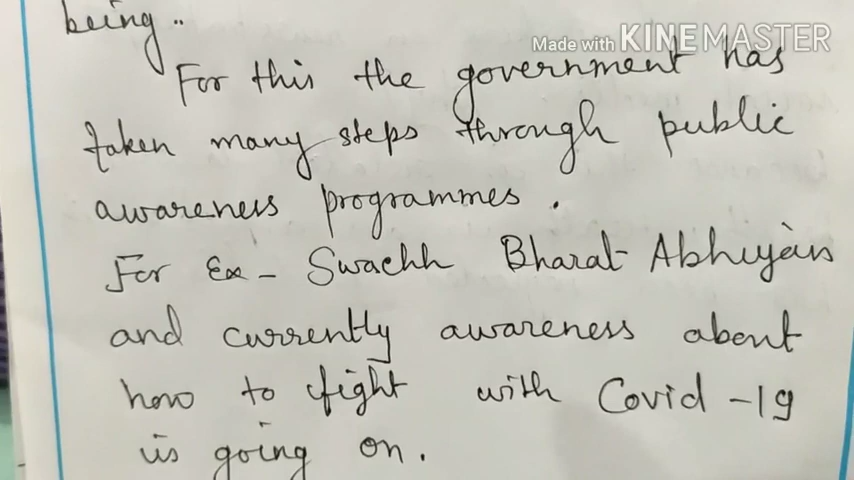 being..
Made with KINEMASTER
For this the government has
taken many steps through public
awareness programmes.
For Ex - Swachh Bharat Abhiyan
and currently awareness about
how to fight with Covid-19
is going on.